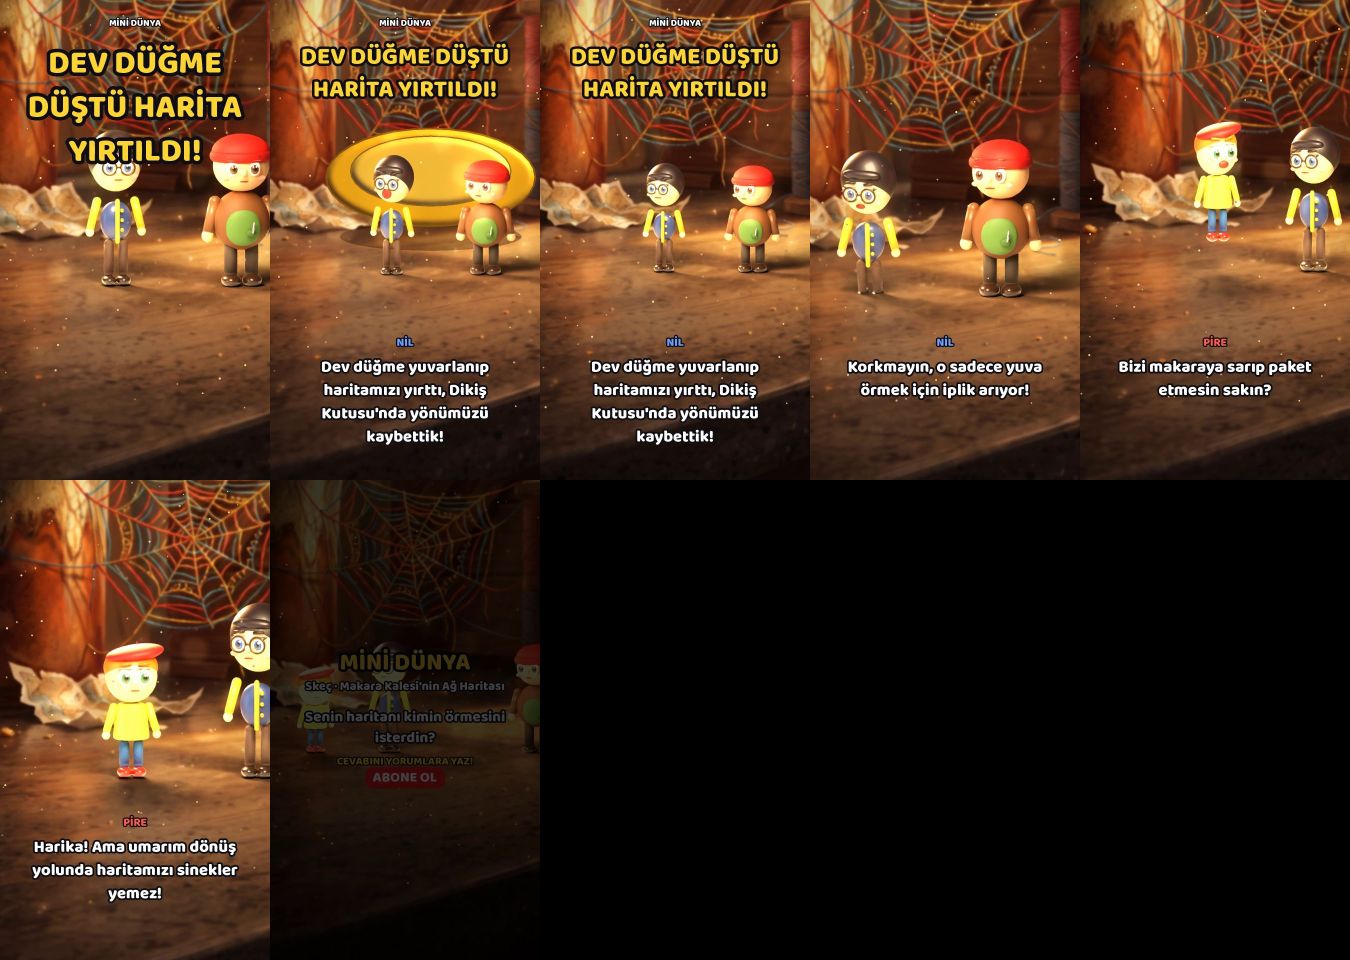 MİNİ DÜNYA
DEV DÜĞME
DÜŞTÜ HARİTA
YIRTILDI!
MİNİ DÜNYA
DEV DÜĞME DÜŞTÜ
HARİTA YIRTILDI!
NİL
Dev düğme yuvarlanıp
haritamızı yırttı, Dikiş
Kutusu'nda yönümüzü
kaybettik!
MİNİ DÜNYA
DEV DÜĞME DÜŞTÜ
HARİTA YIRTILDI!
NİL
Dev düğme yuvarlanıp
haritamızı yırttı, Dikiş
Kutusu'nda yönümüzü
kaybettik!
NİL
Korkmayın, o sadece yuva
örmek için iplik arıyor!
PİRE
Bizi makaraya sarıp paket
etmesin sakın?
PİRE
Harika! Ama umarım dönüş
yolunda haritamızı sinekler
yemez!
MİNİ DÜNYA
Skeç · Makara Kalesi'nin Ağ Haritası
Senin haritanı kimin örmesini
isterdin?
CEVABINI YORUMLARA YAZ!
ABONE OL